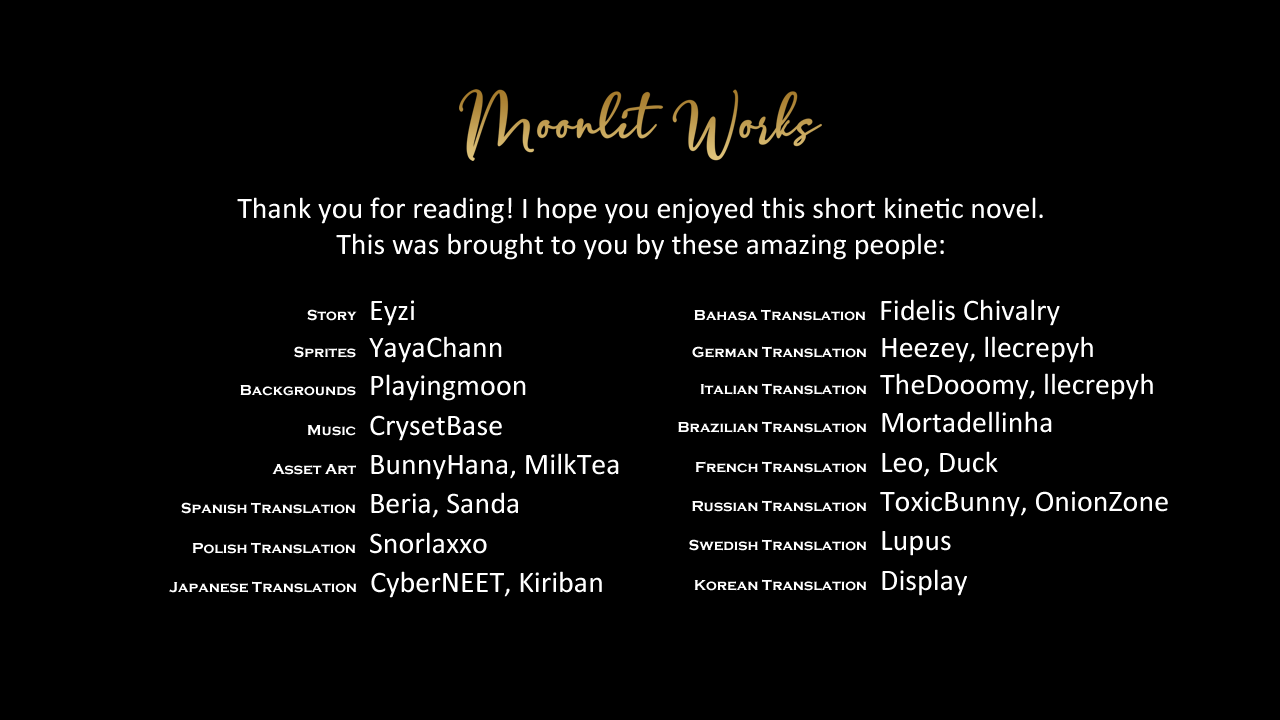 Moonlit Works
Thank you for reading! I hope you enjoyed this short kinetic novel.
This was brought to you by these amazing people:
Story Eyzi
Sprites YayaChann
Backgrounds Playingmoon
Music CrysetBase
Asset Art BunnyHana, MilkTea
Spanish Translation Beria, Sanda
Polish Translation Snorlaxxo
Japanese Translation CyberNEET, Kiriban
Bahasa Translation Fidelis Chivalry
German Translation Heezey, llecrepyh
Italian Translation TheDooomy, llecrepyh
Brazilian Translation Mortadellinha
French Translation Leo, Duck
Russian Translation ToxicBunny, OnionZone
Swedish Translation Lupus
Korean Translation Display